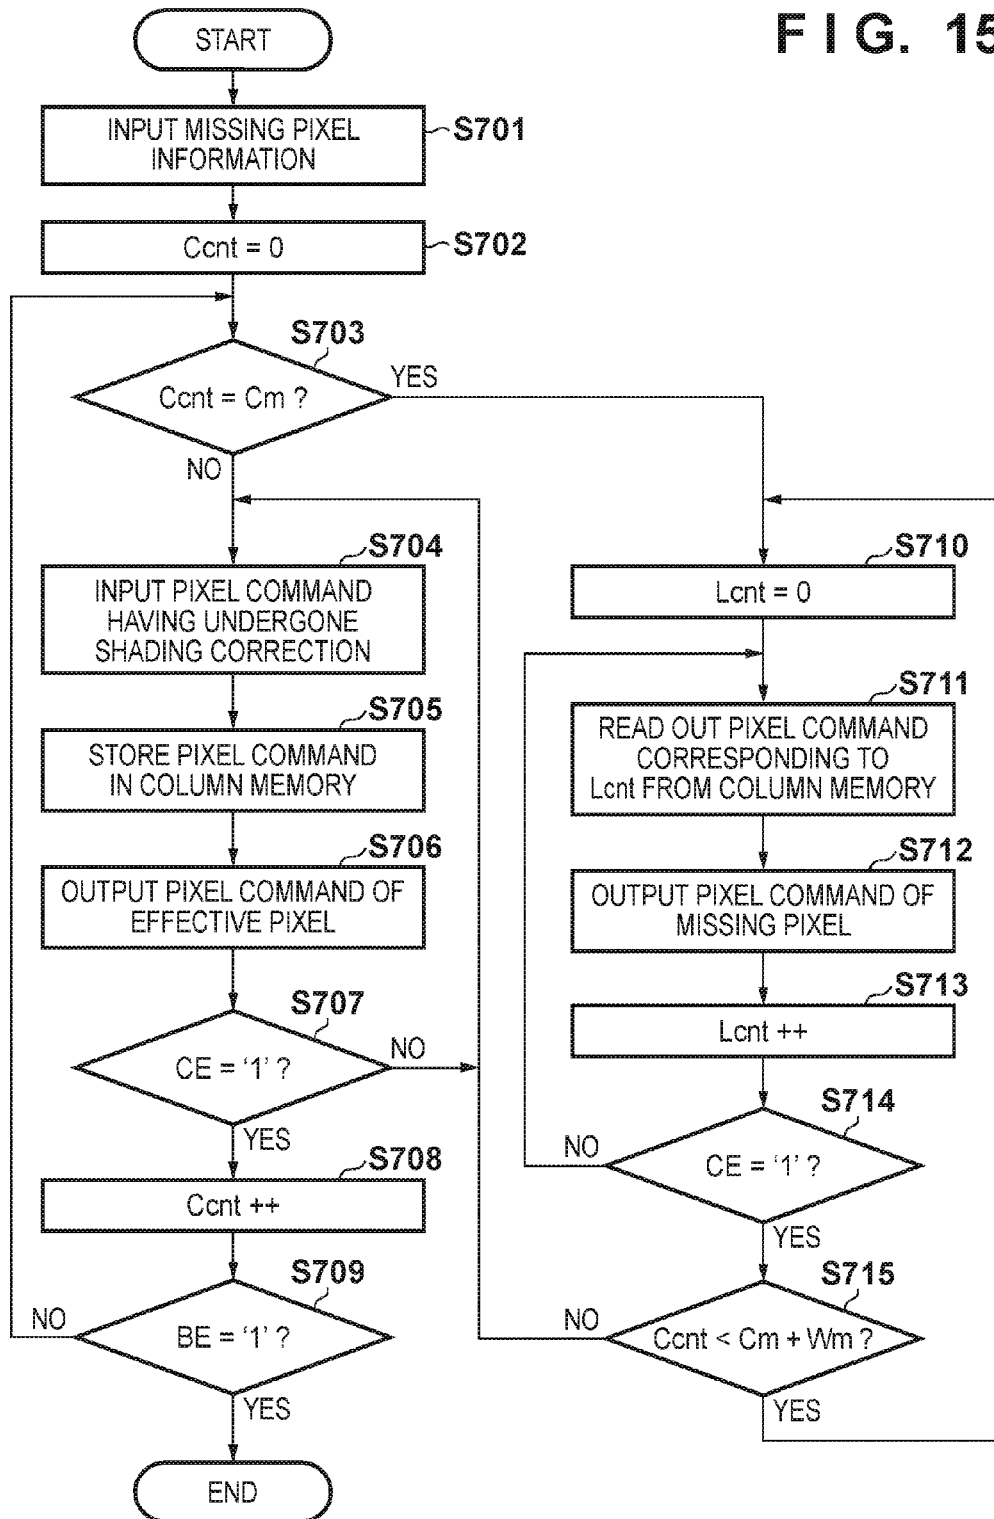 F I G. 15
START
INPUT MISSING PIXEL
INFORMATION
S701
Ccnt = 0
S702
S703
Ccnt = Cm ?
YES
NO
S704
INPUT PIXEL COMMAND
HAVING UNDERGONE
SHADING CORRECTION
S705
STORE PIXEL COMMAND
IN COLUMN MEMORY
S706
OUTPUT PIXEL COMMAND OF
EFFECTIVE PIXEL
S707
CE = ‘1’ ?
NO
YES
S708
Ccnt ++
S709
NO
BE = ‘1’ ?
YES
END
S710
Lcnt = 0
S711
READ OUT PIXEL COMMAND
CORRESPONDING TO
Lcnt FROM COLUMN MEMORY
S712
OUTPUT PIXEL COMMAND OF
MISSING PIXEL
S713
Lcnt ++
S714
NO
CE = ‘1’ ?
YES
S715
NO
Ccnt < Cm + Wm ?
YES